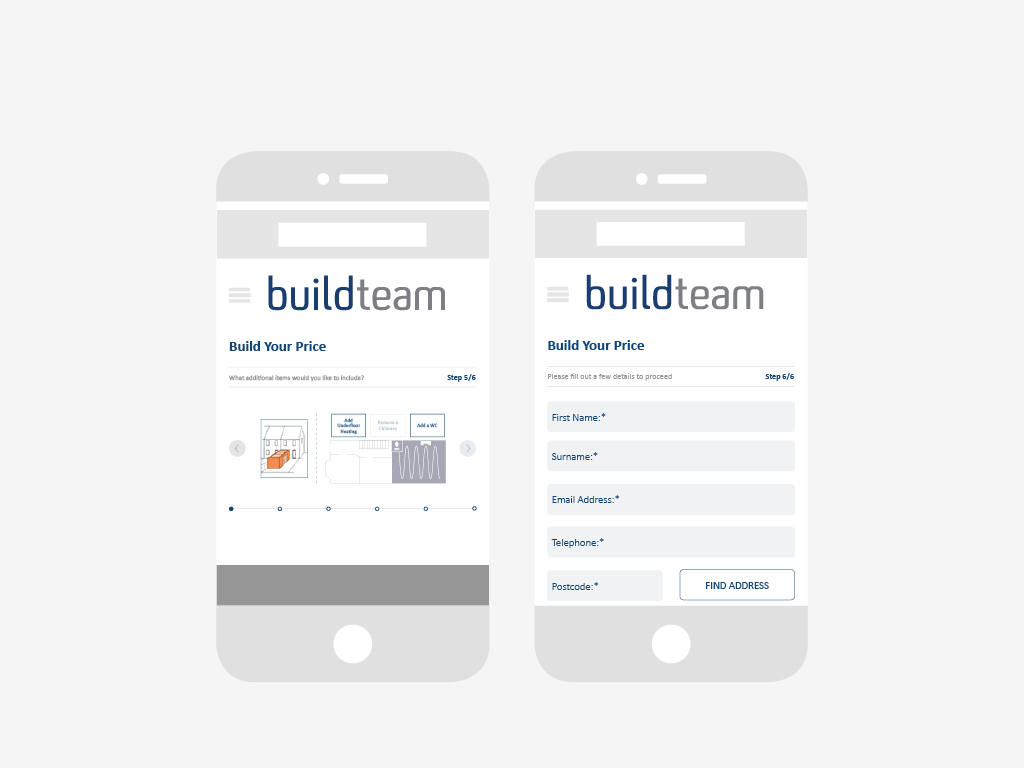 buildteam
Build Your Price
What additional items would you like to include? Step 5/6
Add
Underfloor
Heating
Remove a
Chimney
Add a WC
buildteam
Build Your Price
Please fill out a few details to proceed Step 6/6
First Name:*
Surname:*
Email Address:*
Telephone:*
Postcode:*
FIND ADDRESS